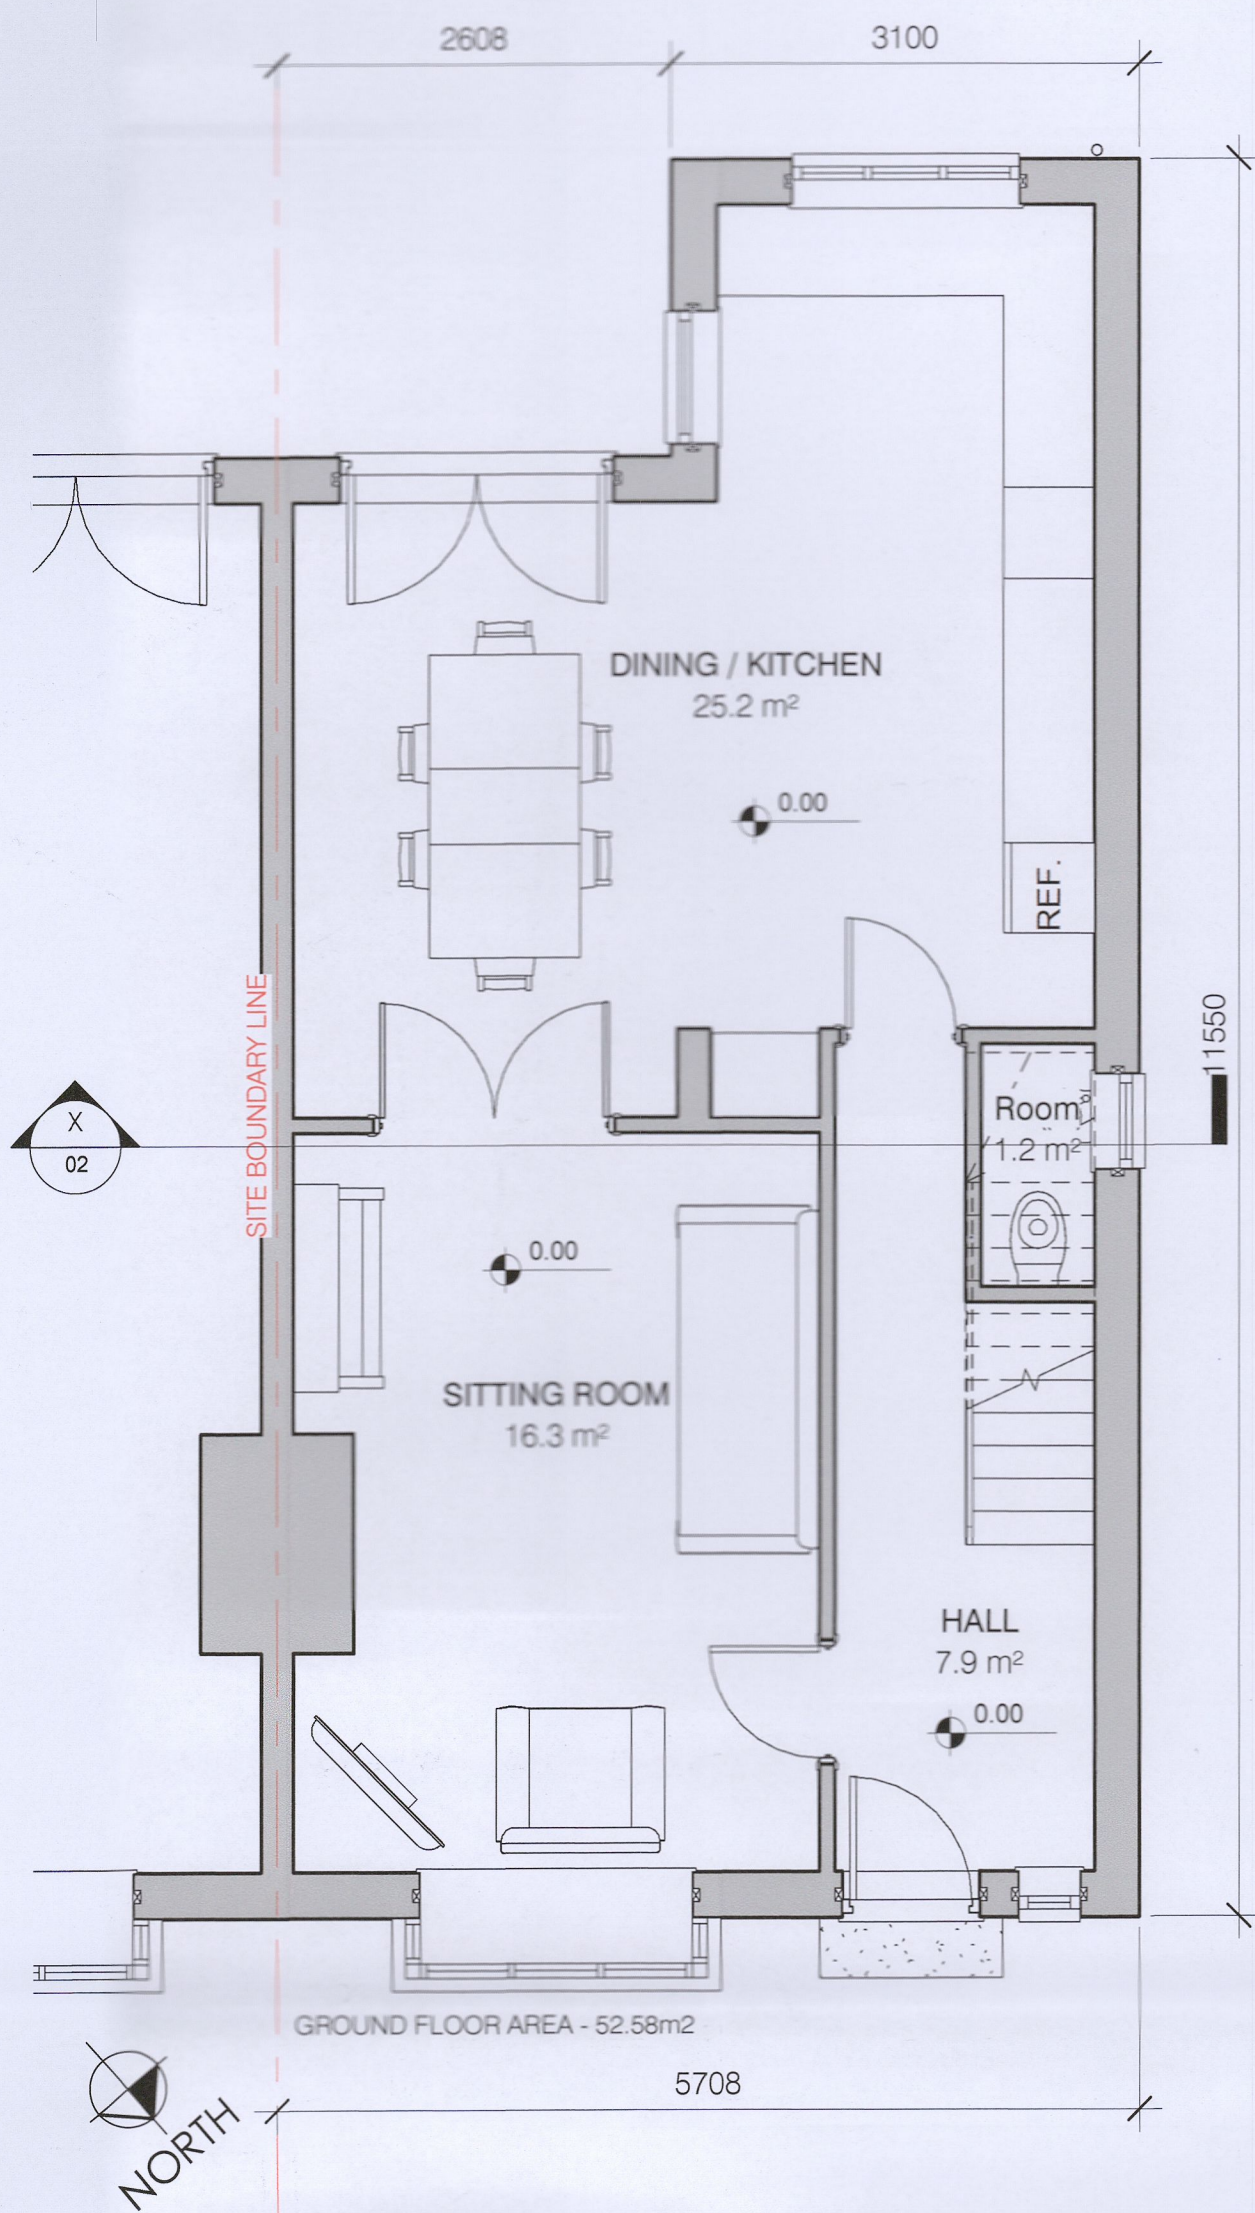 2608
3100
DINING / KITCHEN
25.2 m²
0.00
REF.
11550
SITE BOUNDARY LINE
Room
1.2 m²
X
02
0.00
SITTING ROOM
16.3 m²
HALL
7.9 m²
0.00
GROUND FLOOR AREA - 52.58m2
5708
NORTH